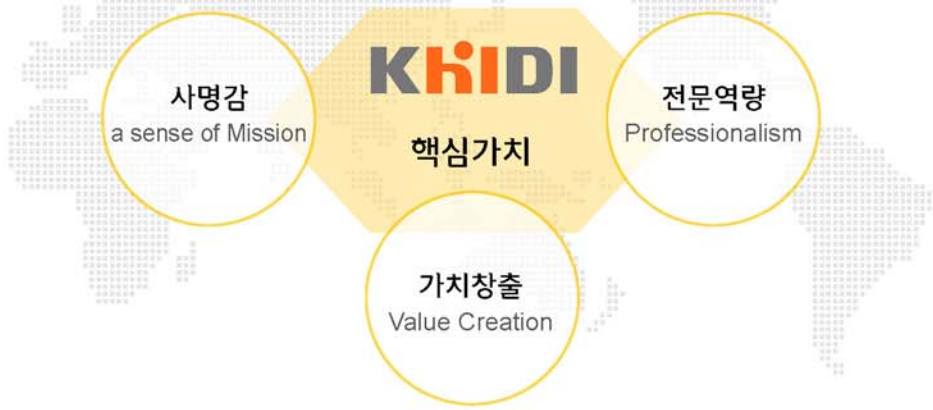 KHIDI
핵심가치
사명감
a sense of Mission
전문역량
Professionalism
가치창출
Value Creation